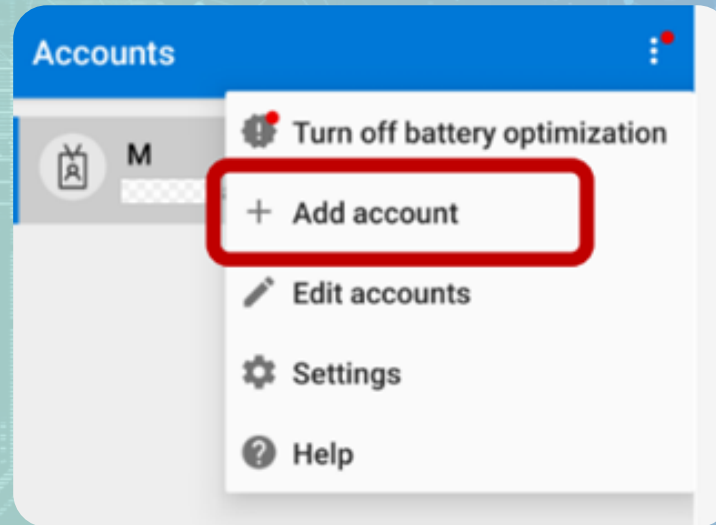 Accounts
Turn off battery optimization
M
Add account
Edit accounts
Settings
Help